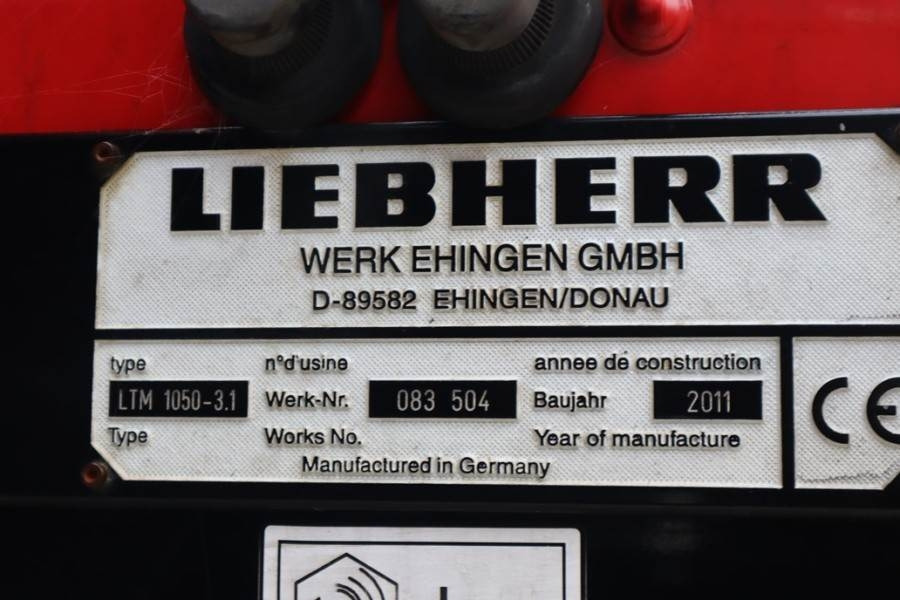 LIEBHERR
WERK EHINGEN GMBH
D-89582 EHINGEN/DONAU
type n°d'usine annee de construction
LTM 1050-3.1 Werk-Nr. 083 504 Baujahr 2011
Type Works No. Year of manufacture
Manufactured in Germany
CE